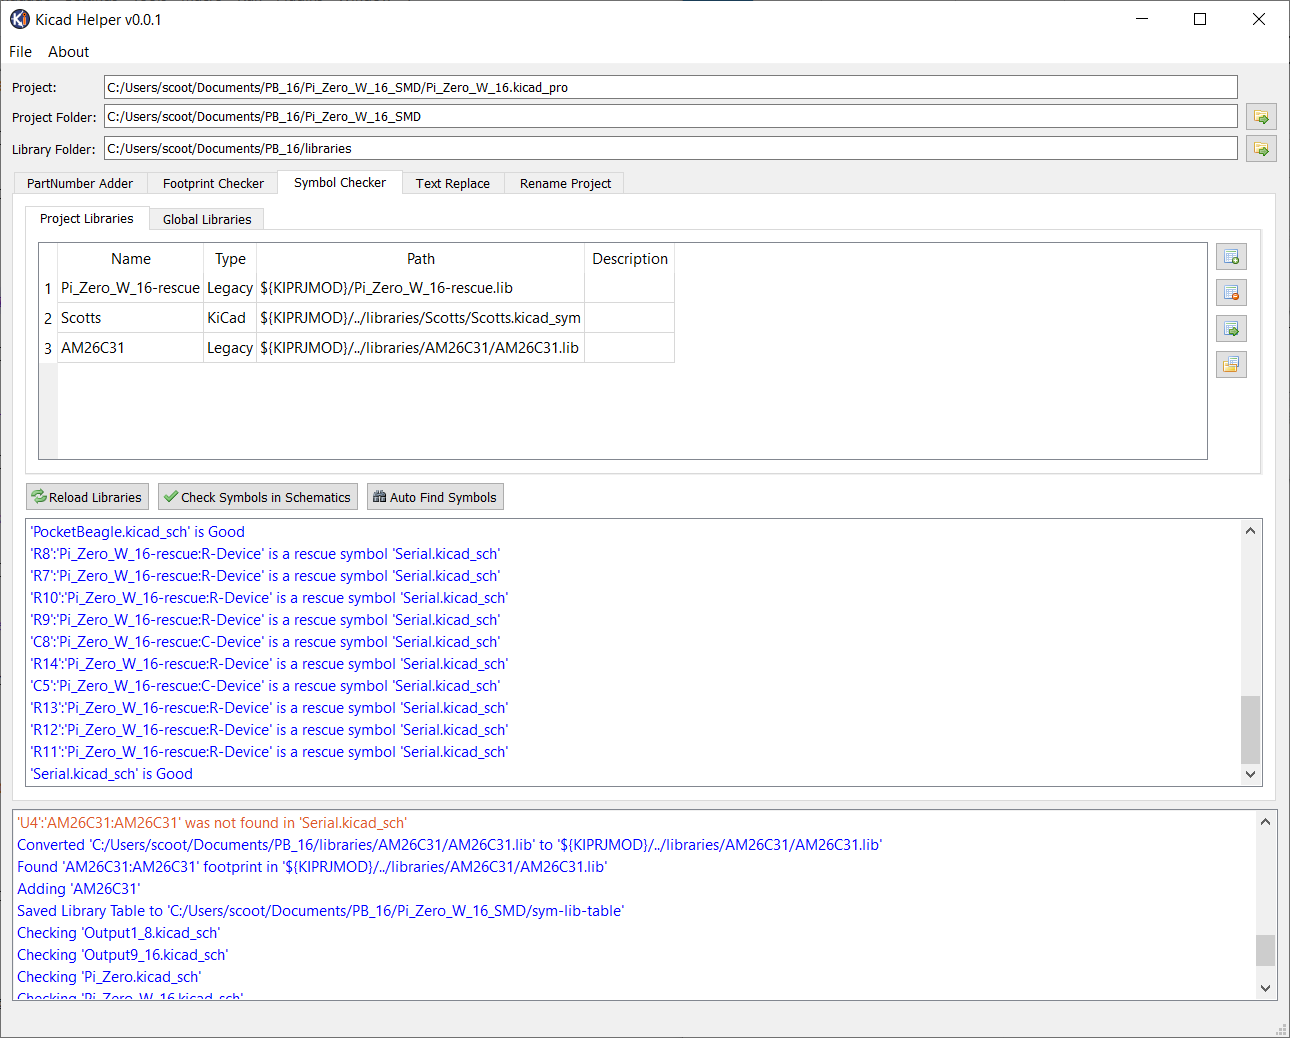 Kicad Helper v0.0.1
File About
Project: C:/Users/scoot/Documents/PB_16/Pi_Zero_W_16_SMD/Pi_Zero_W_16.kicad_pro
Project Folder: C:/Users/scoot/Documents/PB_16/Pi_Zero_W_16_SMD
Library Folder: C:/Users/scoot/Documents/PB_16/libraries
PartNumber Adder Footprint Checker Symbol Checker Text Replace Rename Project
Project Libraries Global Libraries
Name Type Path Description
1 Pi_Zero_W_16-rescue Legacy ${KIPRJMOD}/Pi_Zero_W_16-rescue.lib
2 Scotts KiCad ${KIPRJMOD}/../libraries/Scotts/Scotts.kicad_sym
3 AM26C31 Legacy ${KIPRJMOD}/../libraries/AM26C31/AM26C31.lib
Reload Libraries Check Symbols in Schematics Auto Find Symbols
'PocketBeagle.kicad_sch' is Good
'R8':'Pi_Zero_W_16-rescue:R-Device' is a rescue symbol 'Serial.kicad_sch'
'R7':'Pi_Zero_W_16-rescue:R-Device' is a rescue symbol 'Serial.kicad_sch'
'R10':'Pi_Zero_W_16-rescue:R-Device' is a rescue symbol 'Serial.kicad_sch'
'R9':'Pi_Zero_W_16-rescue:R-Device' is a rescue symbol 'Serial.kicad_sch'
'C8':'Pi_Zero_W_16-rescue:C-Device' is a rescue symbol 'Serial.kicad_sch'
'R14':'Pi_Zero_W_16-rescue:R-Device' is a rescue symbol 'Serial.kicad_sch'
'C5':'Pi_Zero_W_16-rescue:C-Device' is a rescue symbol 'Serial.kicad_sch'
'R13':'Pi_Zero_W_16-rescue:R-Device' is a rescue symbol 'Serial.kicad_sch'
'R12':'Pi_Zero_W_16-rescue:R-Device' is a rescue symbol 'Serial.kicad_sch'
'R11':'Pi_Zero_W_16-rescue:R-Device' is a rescue symbol 'Serial.kicad_sch'
'Serial.kicad_sch' is Good
'U4':'AM26C31:AM26C31' was not found in 'Serial.kicad_sch'
Converted 'C:/Users/scoot/Documents/PB_16/libraries/AM26C31/AM26C31.lib' to '${KIPRJMOD}/../libraries/AM26C31/AM26C31.lib'
Found 'AM26C31:AM26C31' footprint in '${KIPRJMOD}/../libraries/AM26C31/AM26C31.lib'
Adding 'AM26C31'
Saved Library Table to 'C:/Users/scoot/Documents/PB_16/Pi_Zero_W_16_SMD/sym-lib-table'
Checking 'Output1_8.kicad_sch'
Checking 'Output9_16.kicad_sch'
Checking 'Pi_Zero.kicad_sch'
Checking 'Pi_Zero_W_16.kicad_sch'